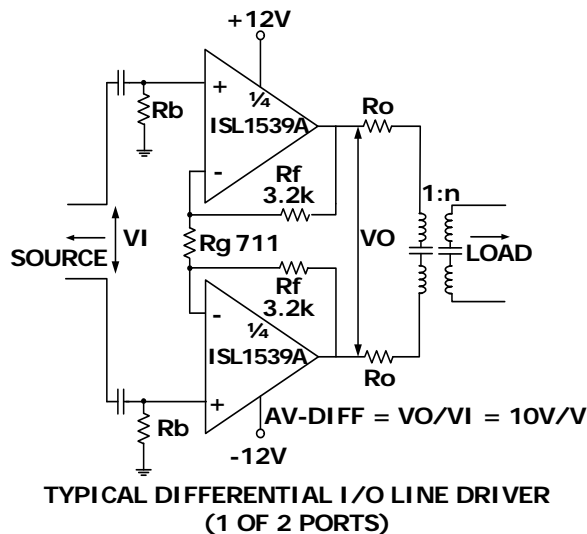 +12V
+
¼
ISL1539A
-
Rb
Ro
Rf
3.2k
1:n
VI
SOURCE
Rg 711
VO
LOAD
Rf
3.2k
-
¼
ISL1539A
+
Ro
Rb
AV-DIFF = VO/VI = 10V/V
-12V
TYPICAL DIFFERENTIAL I/O LINE DRIVER
(1 OF 2 PORTS)